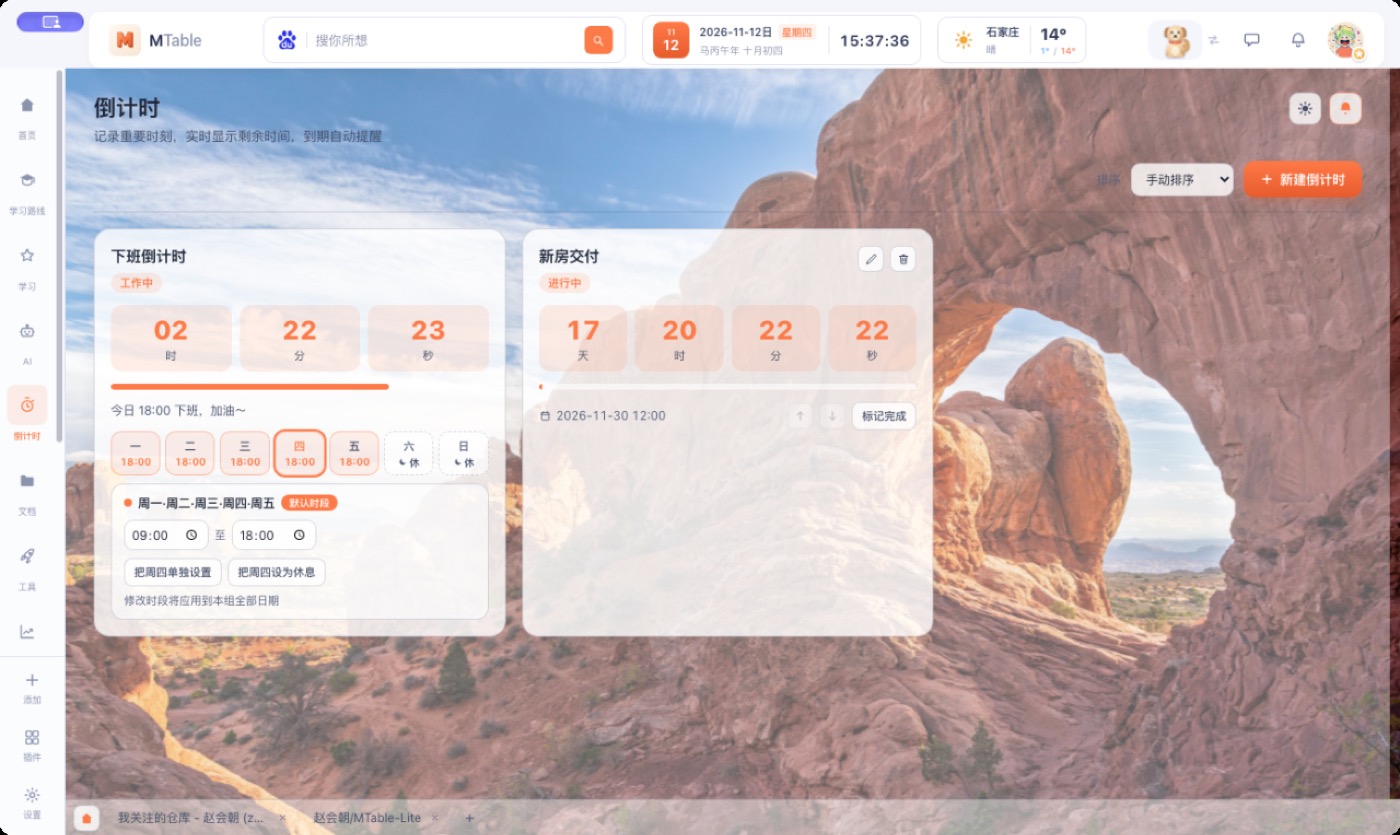 MTable
搜你所想
11
12
2026-11-12日 星期四
马丙午年 十月初四
15:37:36
石家庄
晴
14°
1° / 14°
首页
学习路线
学习
AI
倒计时
文档
工具
添加
插件
设置
倒计时
记录重要时刻，实时显示剩余时间，到期自动提醒
排序
手动排序
+ 新建倒计时
下班倒计时
工作中
02 22 23
时 分 秒
今日 18:00 下班，加油～
一 二 三 四 五 六 日
18:00 18:00 18:00 18:00 18:00 休 休
周一·周二·周三·周四·周五 默认时段
09:00 至 18:00
把周四单独设置 把周四设为休息
修改时段将应用到本组全部日期
新房交付
进行中
17 20 22 22
天 时 分 秒
2026-11-30 12:00
↑ ↓ 标记完成
我关注的仓库 - 赵会朝 (z... × 赵会朝/MTable-Lite × +